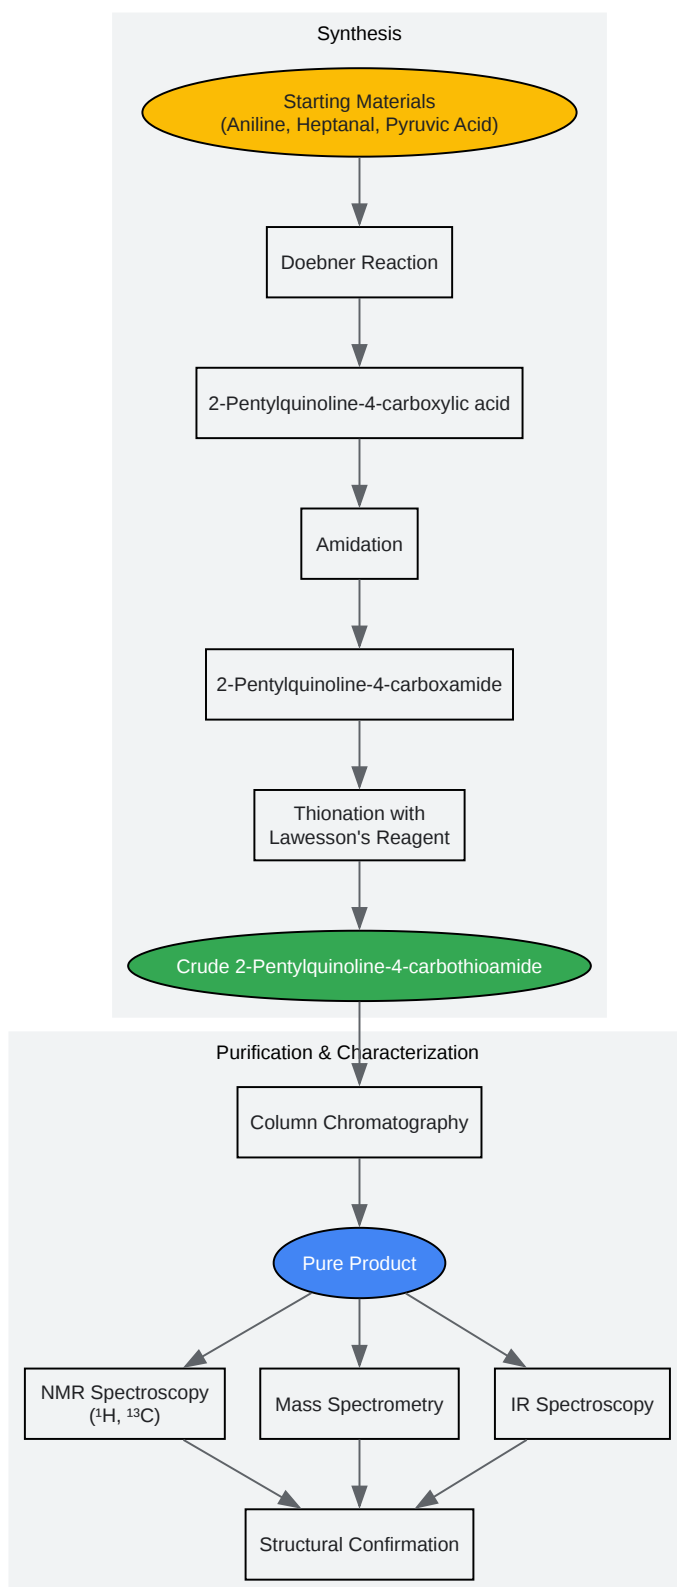 Synthesis
Starting Materials
(Aniline, Heptanal, Pyruvic Acid)
Doebner Reaction
2-Pentylquinoline-4-carboxylic acid
Amidation
2-Pentylquinoline-4-carboxamide
Thionation with
Lawesson's Reagent
Crude 2-Pentylquinoline-4-carbothioamide
Purification & Characterization
Column Chromatography
Pure Product
NMR Spectroscopy
(¹H, ¹³C)
Mass Spectrometry
IR Spectroscopy
Structural Confirmation